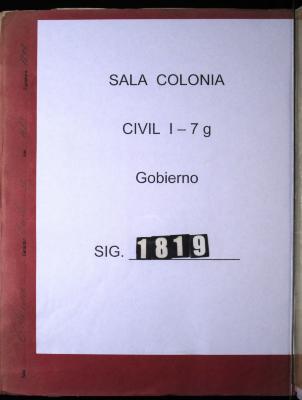 SALA COLONIA
CIVIL I – 7 g
Gobierno
SIG. 1819